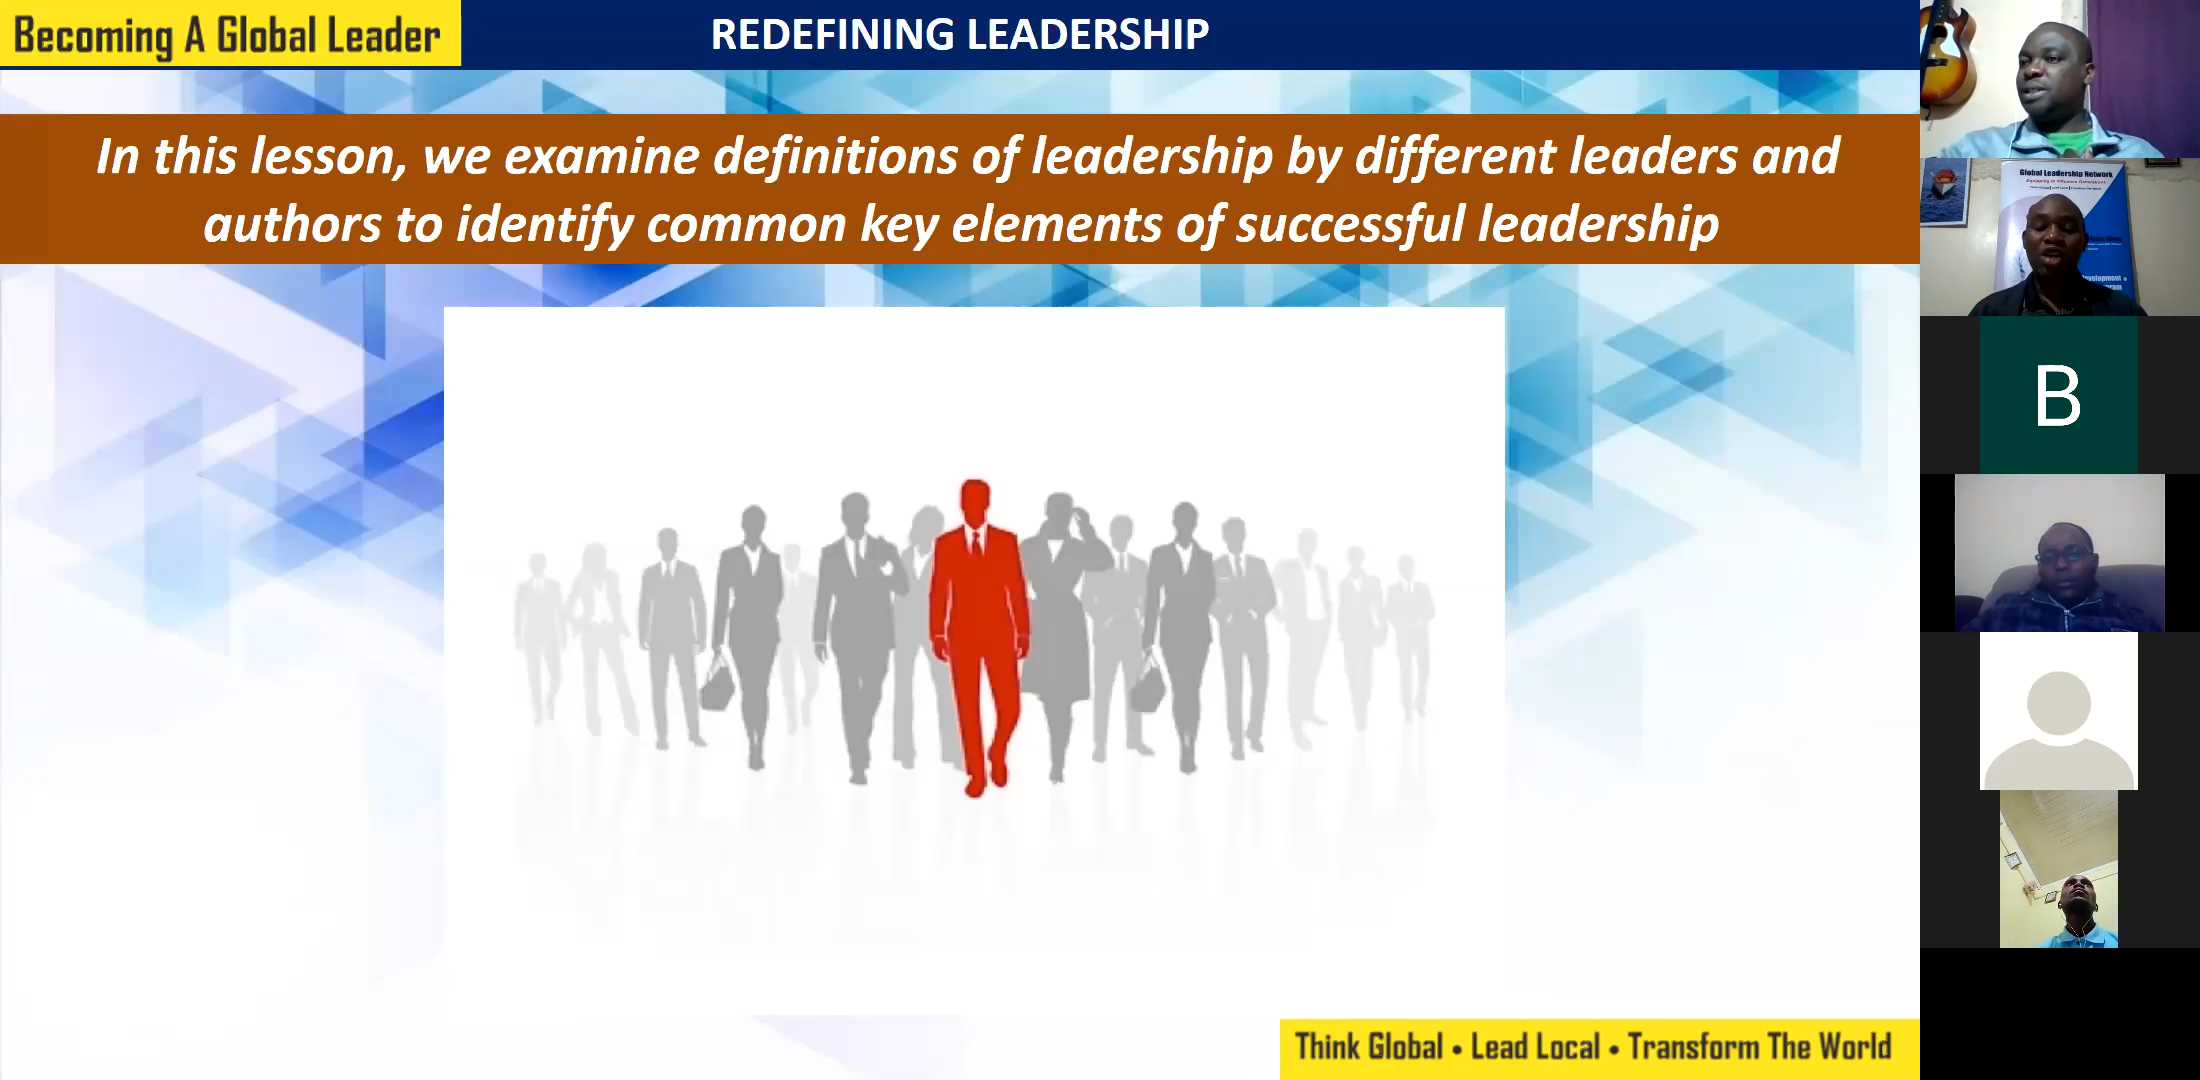 Becoming A Global Leader
REDEFINING LEADERSHIP
In this lesson, we examine definitions of leadership by different leaders and
authors to identify common key elements of successful leadership
Think Global • Lead Local • Transform The World
Global Leadership Network
B